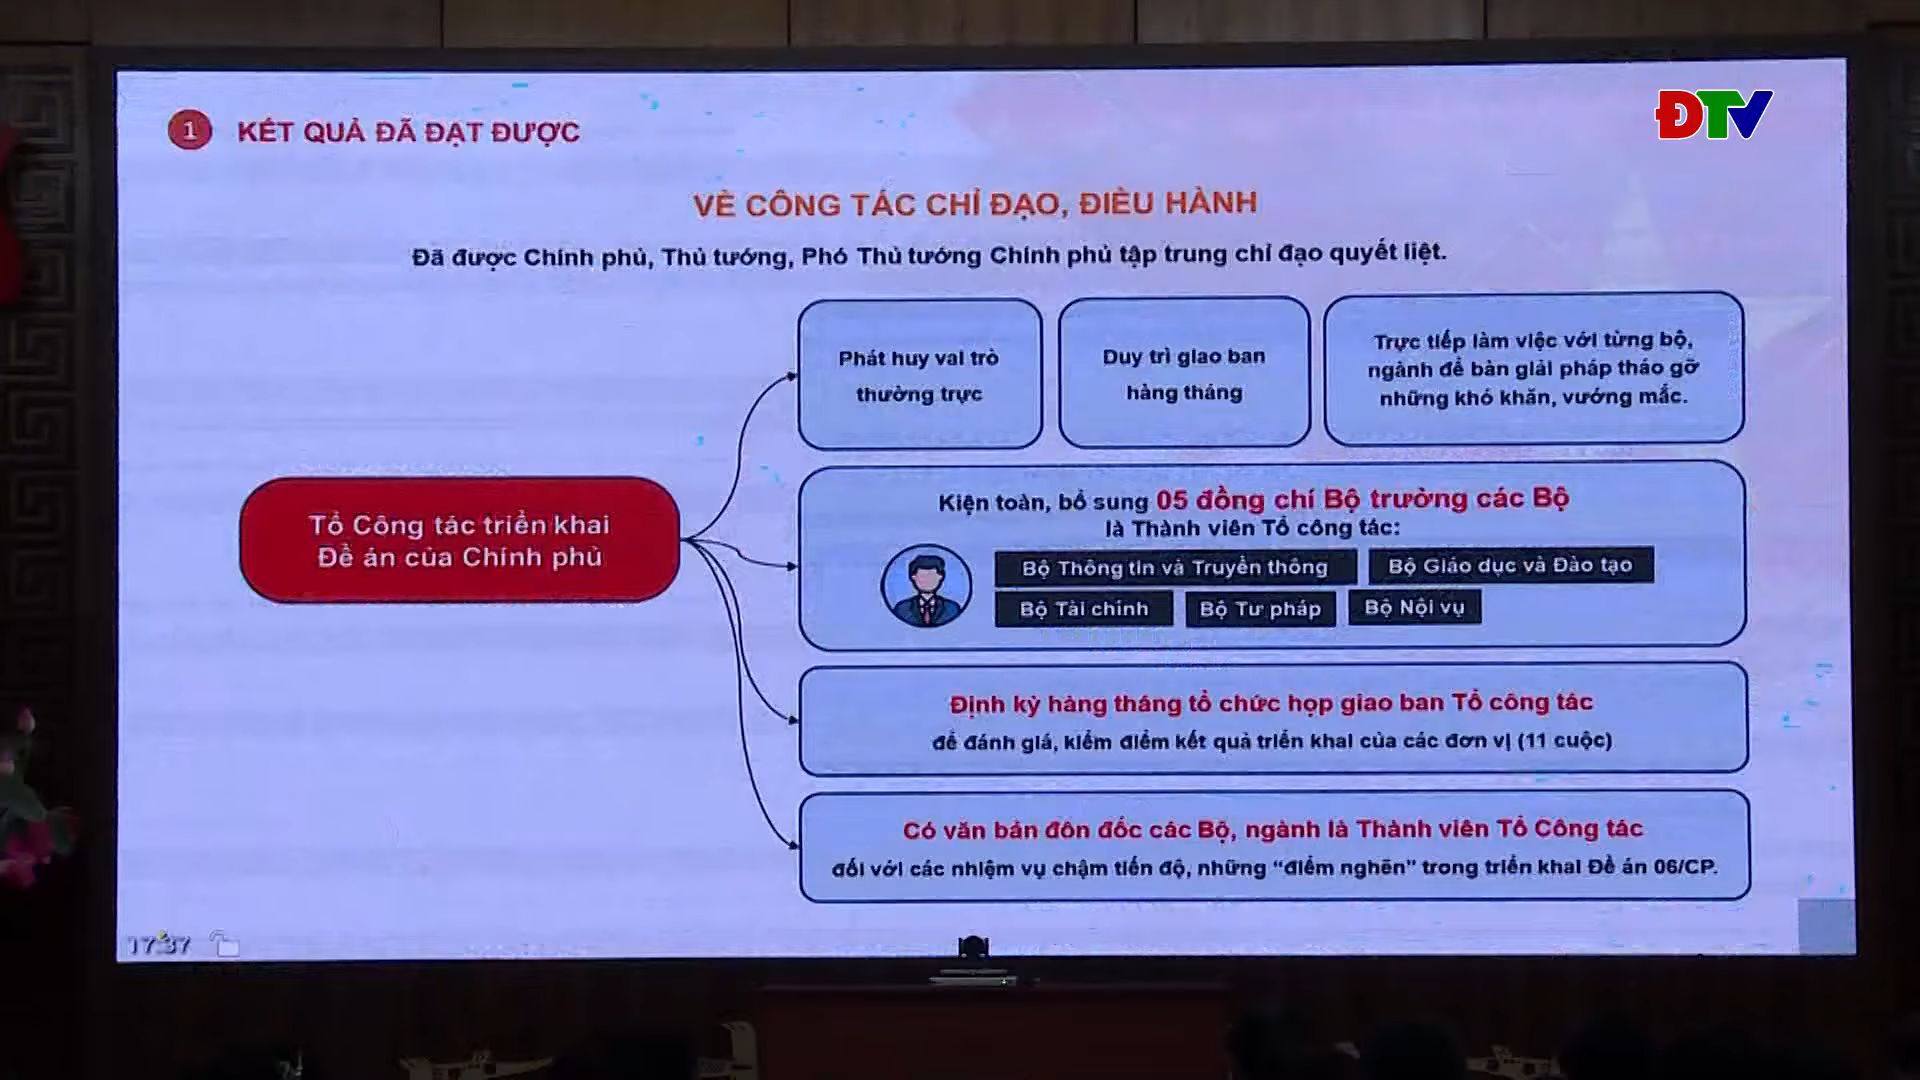 ĐTV
1 KẾT QUẢ ĐÃ ĐẠT ĐƯỢC
VỀ CÔNG TÁC CHỈ ĐẠO, ĐIỀU HÀNH
Đã được Chính phủ, Thủ tướng, Phó Thủ tướng Chính phủ tập trung chỉ đạo quyết liệt.
Tổ Công tác triển khai
Đề án của Chính phủ
Phát huy vai trò
thường trực
Duy trì giao ban
hàng tháng
Trực tiếp làm việc với từng bộ,
ngành để bàn giải pháp tháo gỡ
những khó khăn, vướng mắc.
Kiện toàn, bổ sung 05 đồng chí Bộ trưởng các Bộ
là Thành viên Tổ công tác:
Bộ Thông tin và Truyền thông Bộ Giáo dục và Đào tạo
Bộ Tài chính Bộ Tư pháp Bộ Nội vụ
Định kỳ hàng tháng tổ chức họp giao ban Tổ công tác
để đánh giá, kiểm điểm kết quả triển khai của các đơn vị (11 cuộc)
Có văn bản đôn đốc các Bộ, ngành là Thành viên Tổ Công tác
đối với các nhiệm vụ chậm tiến độ, những "điểm nghẽn" trong triển khai Đề án 06/CP.
17:37